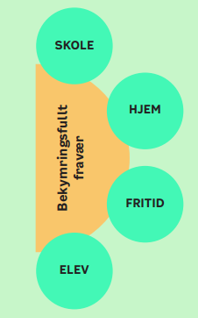 SKOLE
HJEM
Bekymringsfullt
fravær
FRITID
ELEV